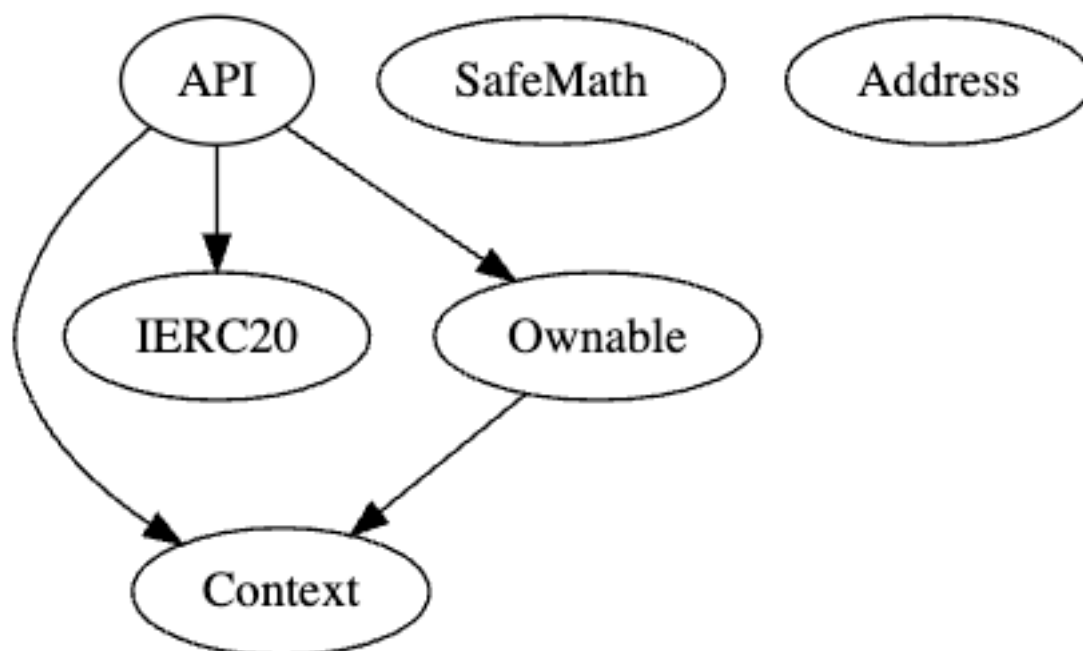 API
SafeMath
Address
IERC20
Ownable
Context